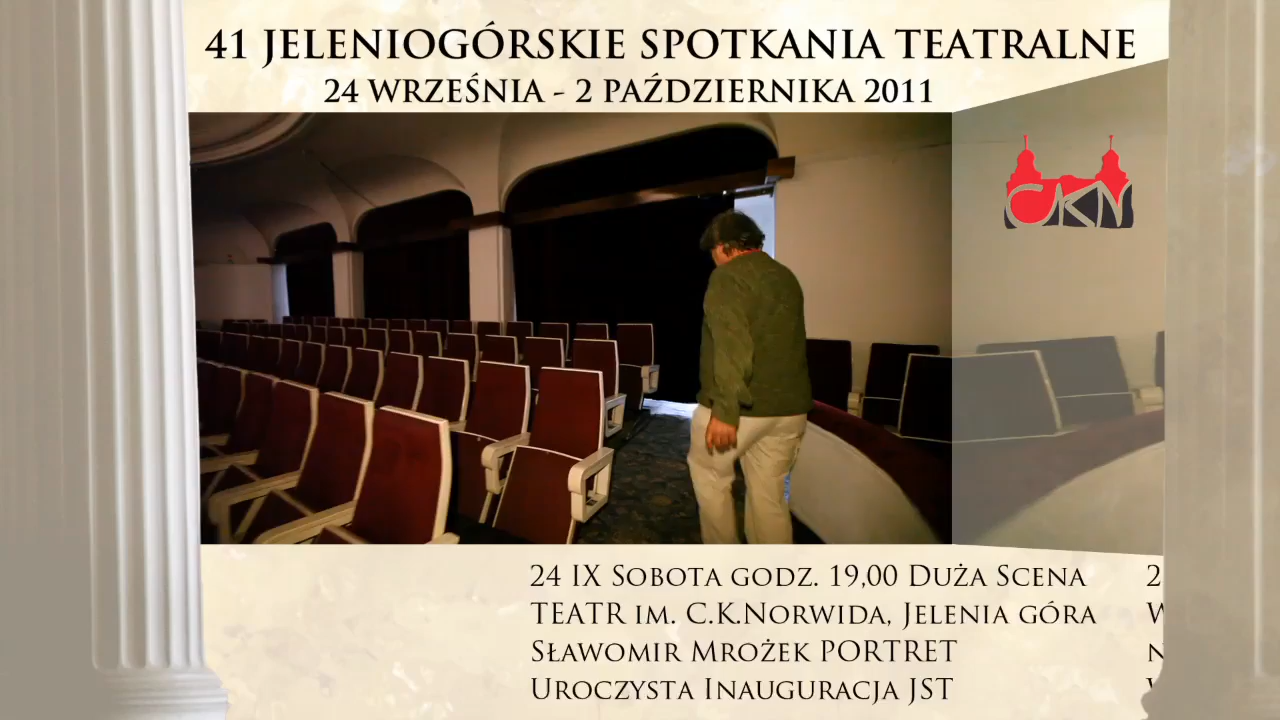 41 JELENIOGÓRSKIE SPOTKANIA TEATRALNE
24 WRZEŚNIA - 2 PAŹDZIERNIKA 2011
CKN
24 IX SOBOTA GODZ. 19,00 DUŻA SCENA
TEATR IM. C.K.NORWIDA, JELENIA GÓRA
SŁAWOMIR MROŻEK PORTRET
UROCZYSTA INAUGURACJA JST